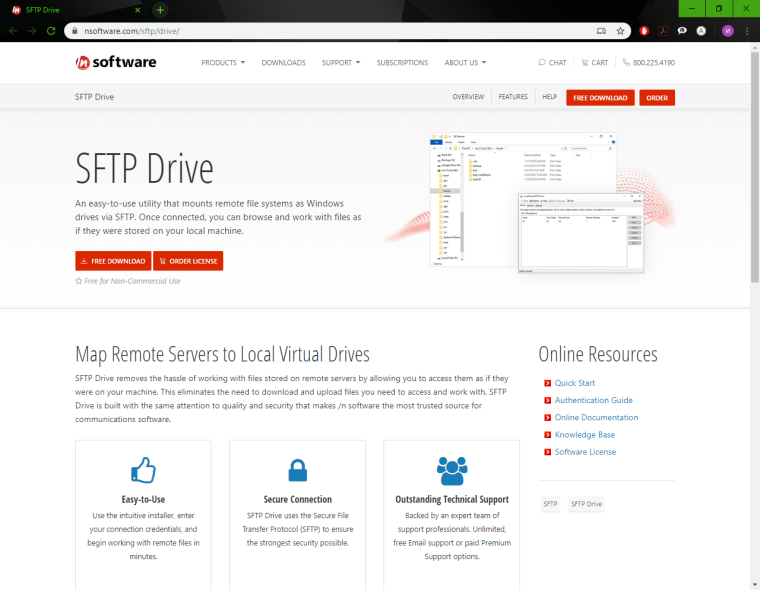 SFTP Drive
nsoftware.com/sftp/drive/
И
n software
PRODUCTS
DOWNLOADS
SUPPORT
SUBSCRIPTIONS
ABOUT US
CHAT
CART
800.225.4190
SFTP Drive
OVERVIEW
FEATURES
HELP
FREE DOWNLOAD
ORDER
SFTP Drive
An easy-to-use utility that mounts remote file systems as Windows
drives via SFTP. Once connected, you can browse and work with files as
if they were stored on your local machine.
FREE DOWNLOAD
ORDER LICENSE
Free for Non-Commercial Use
Map Remote Servers to Local Virtual Drives
SFTP Drive removes the hassle of working with files stored on remote servers by allowing you to access them as if they
were on your machine. This eliminates the need to download and upload files you need to access and work with. SFTP
Drive is built with the same attention to quality and security that makes /n software the most trusted source for
communications software.
Easy-to-Use
Use the intuitive installer, enter
your connection credentials, and
begin working with remote files in
minutes.
Secure Connection
SFTP Drive uses the Secure File
Transfer Protocol (SFTP) to ensure
the strongest security possible.
Outstanding Technical Support
Backed by an expert team of
support professionals. Unlimited,
free Email support or paid Premium
Support options.
Online Resources
Quick Start
Authentication Guide
Online Documentation
Knowledge Base
Software License
SFTP
SFTP Drive